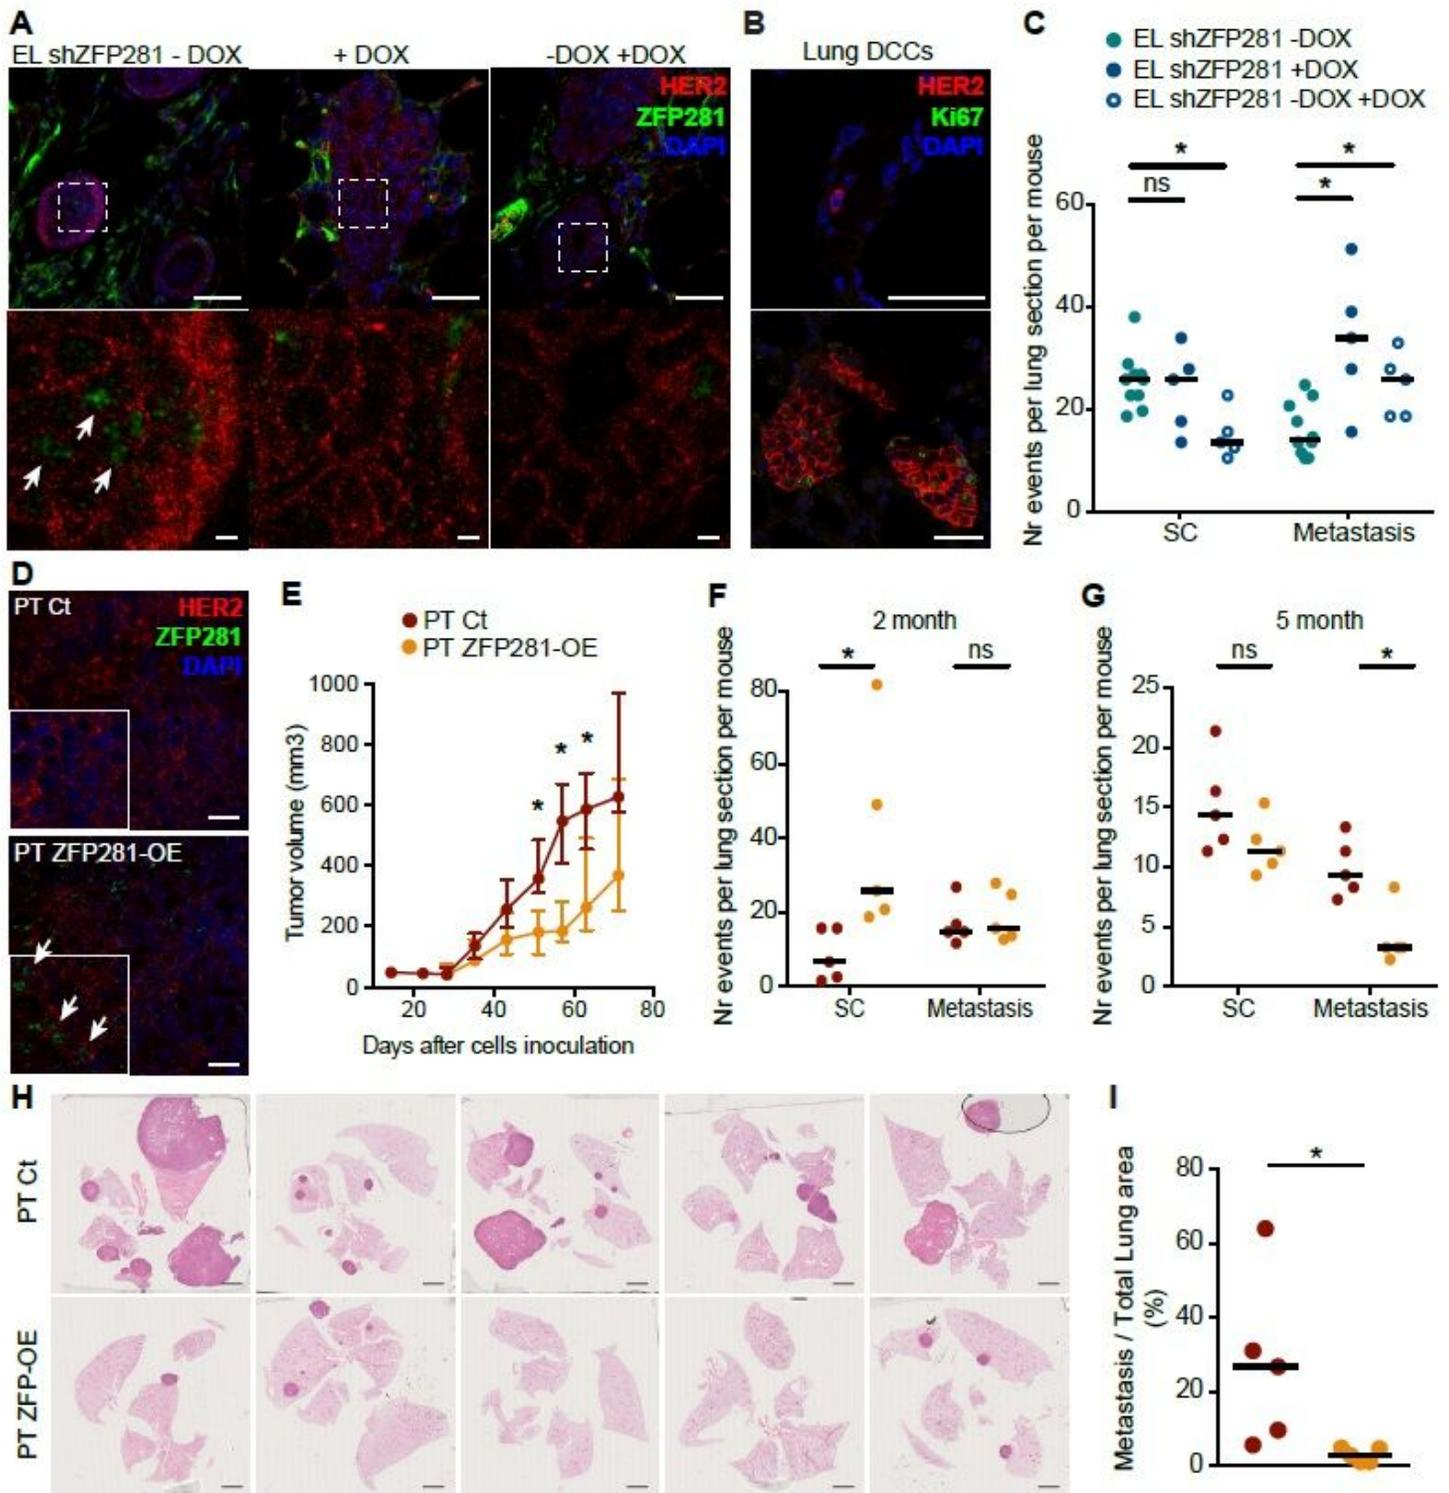 A
EL shZFP281 - DOX
+ DOX
-DOX +DOX
HER2
ZFP281
DAPI
B
Lung DCCs
HER2
Ki67
DAPI
C
EL shZFP281 -DOX
EL shZFP281 +DOX
EL shZFP281 -DOX +DOX
Nr events per lung section per mouse
*
ns
*
*
60
40
20
0
SC
Metastasis
D
PT Ct
HER2
ZFP281
DAPI
PT ZFP281-OE
E
PT Ct
PT ZFP281-OE
Tumor volume (mm3)
1000
800
600
400
200
0
*
*
*
20
40
60
80
Days after cells inoculation
F
2 month
Nr events per lung section per mouse
*
ns
80
60
40
20
0
SC
Metastasis
G
5 month
Nr events per lung section per mouse
ns
*
25
20
15
10
5
0
SC
Metastasis
H
PT Ct
PT ZFP-OE
I
Metastasis / Total Lung area
(%)
*
80
60
40
20
0